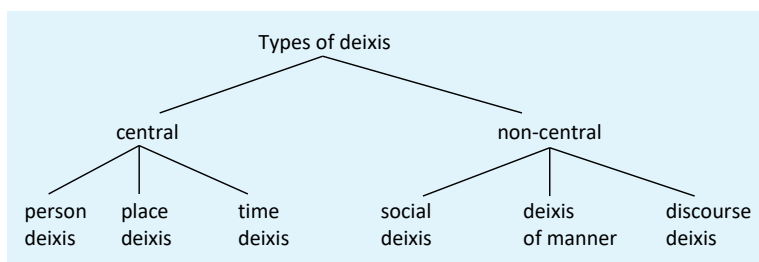 Types of deixis
central
non-central
person
deixis
place
deixis
time
deixis
social
deixis
deixis
of manner
discourse
deixis